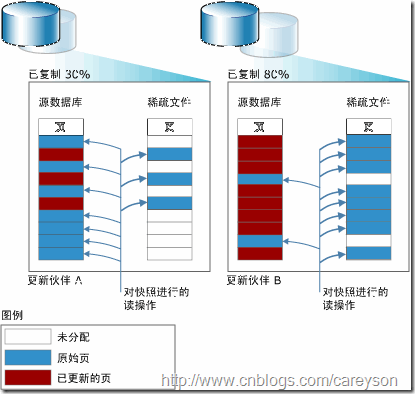 已复制 30%
已复制 80%
源数据库
稀疏文件
源数据库
稀疏文件
更新伙伴 A
对快照进行的
读操作
更新伙伴 B
对快照进行的
读操作
图例
未分配
原始页
已更新的页
http://www.cnblogs.com/careyson